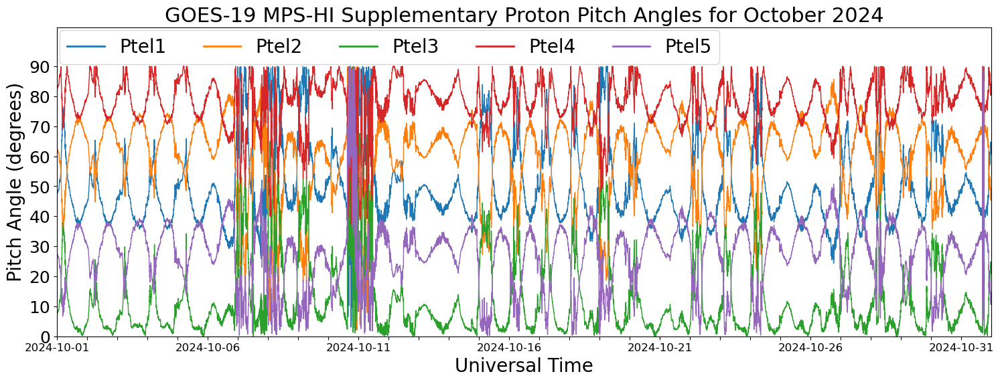 GOES-19 MPS-HI Supplementary Proton Pitch Angles for October 2024
Ptel1 Ptel2 Ptel3 Ptel4 Ptel5
Pitch Angle (degrees)
90
80
70
60
50
40
30
20
10
0
2024-10-01 2024-10-06 2024-10-11 2024-10-16 2024-10-21 2024-10-26 2024-10-31
Universal Time